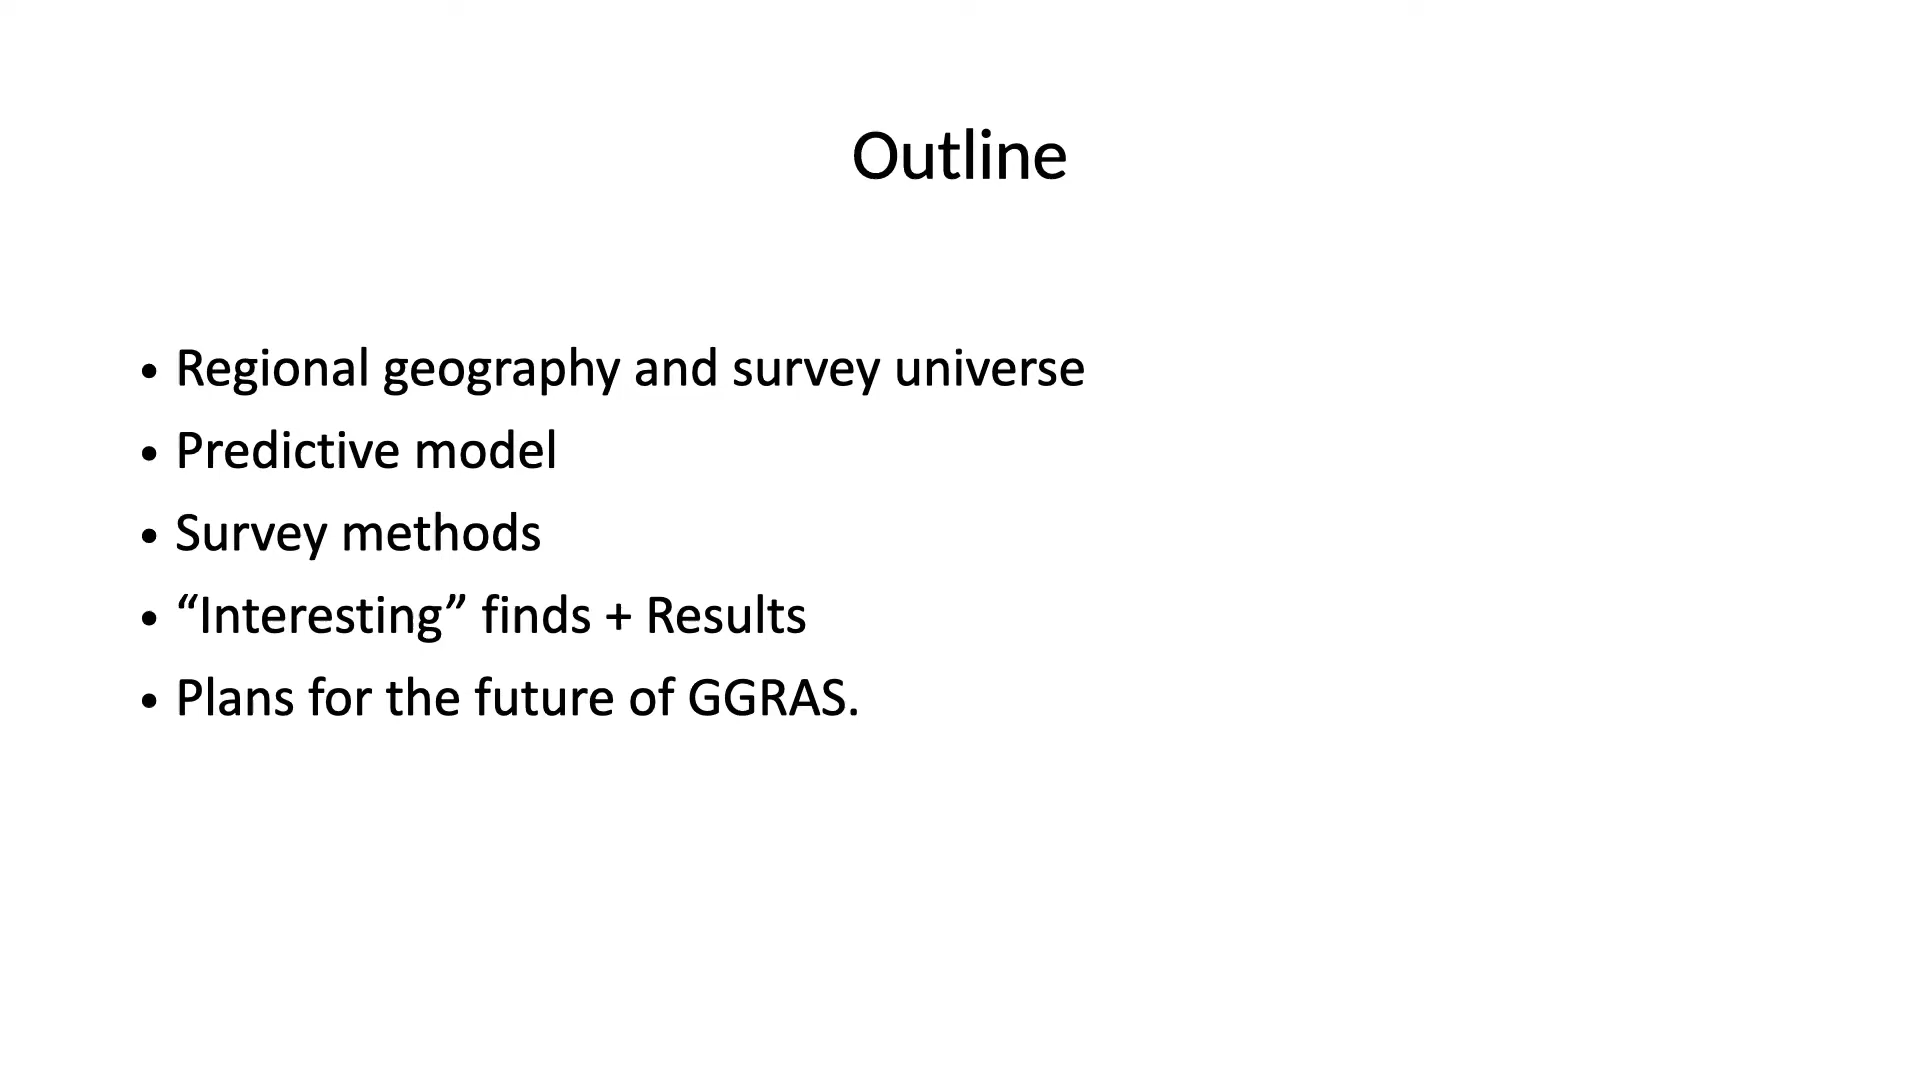 Outline
• Regional geography and survey universe
• Predictive model
• Survey methods
• “Interesting” finds + Results
• Plans for the future of GGRAS.